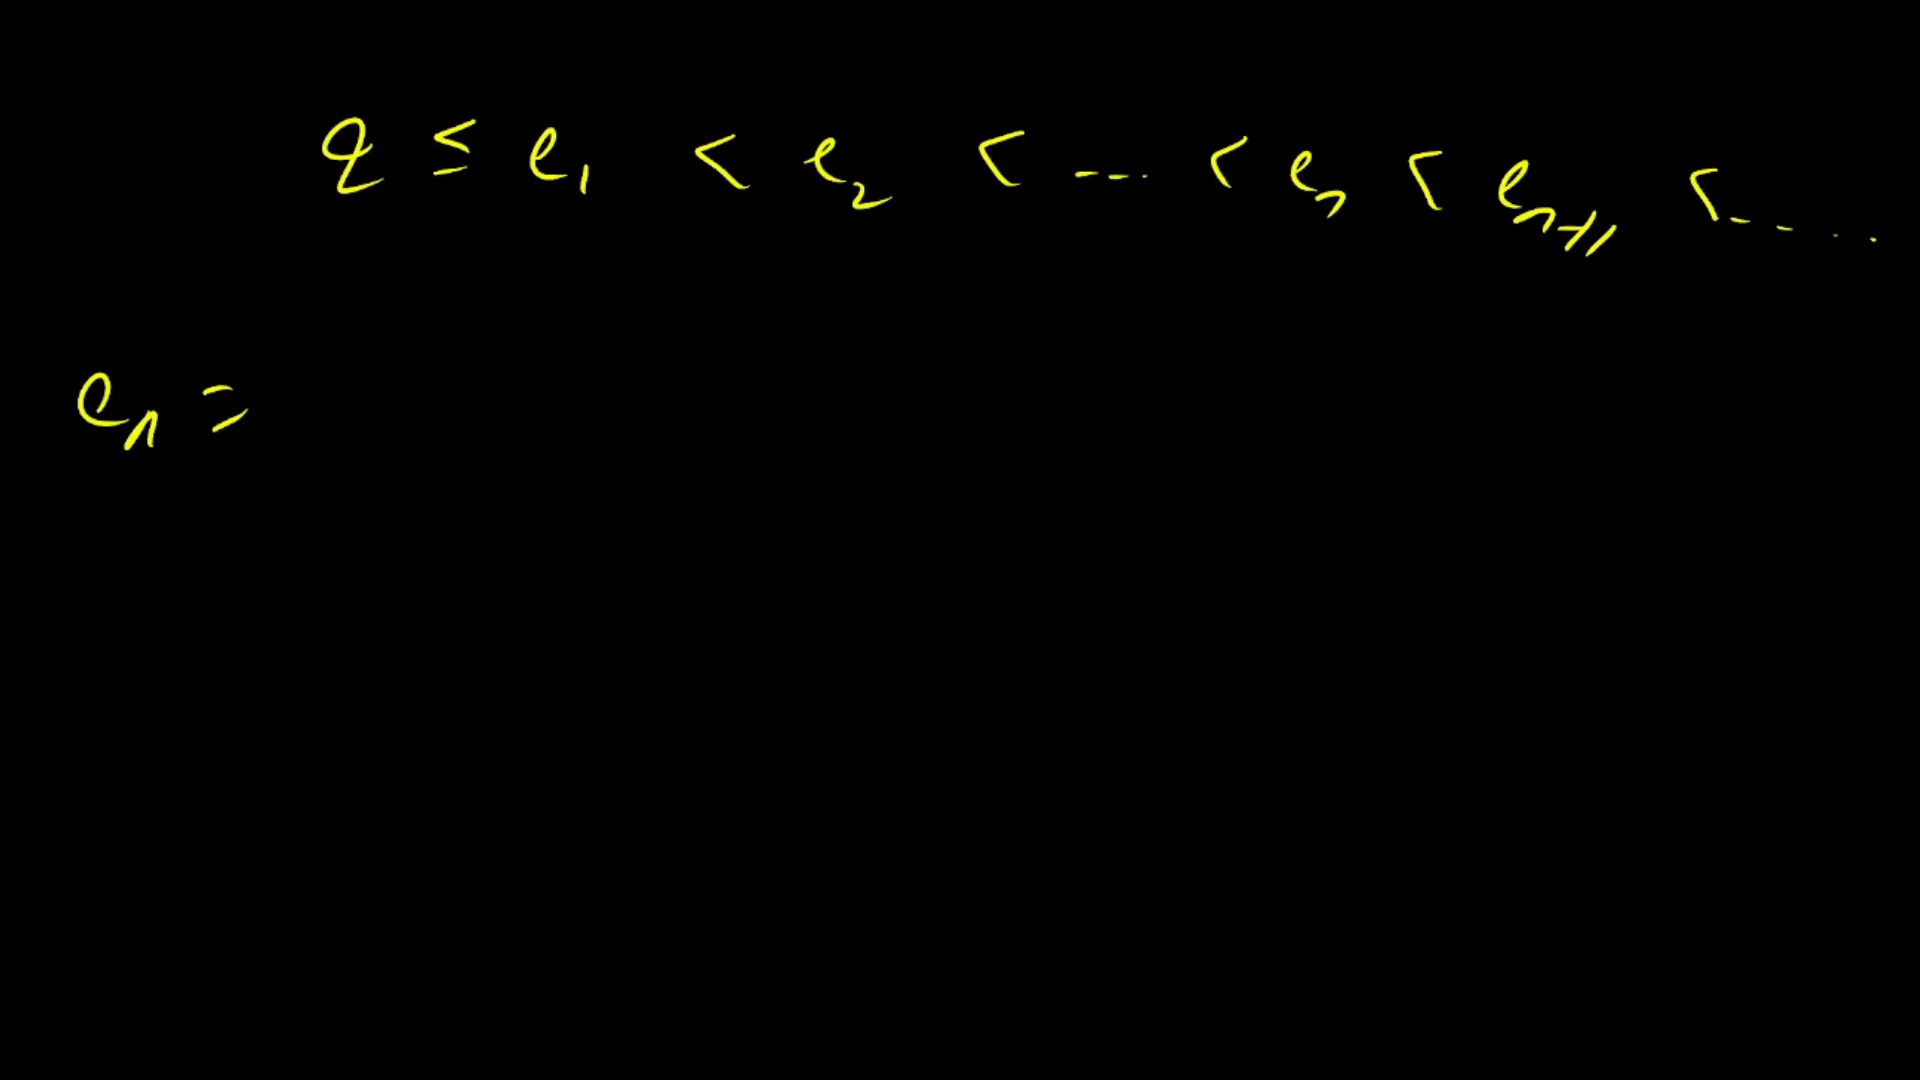 2 ≤ e₁ < e₂ < ... < eₙ < eₙ₊₁ < ....
eₙ =